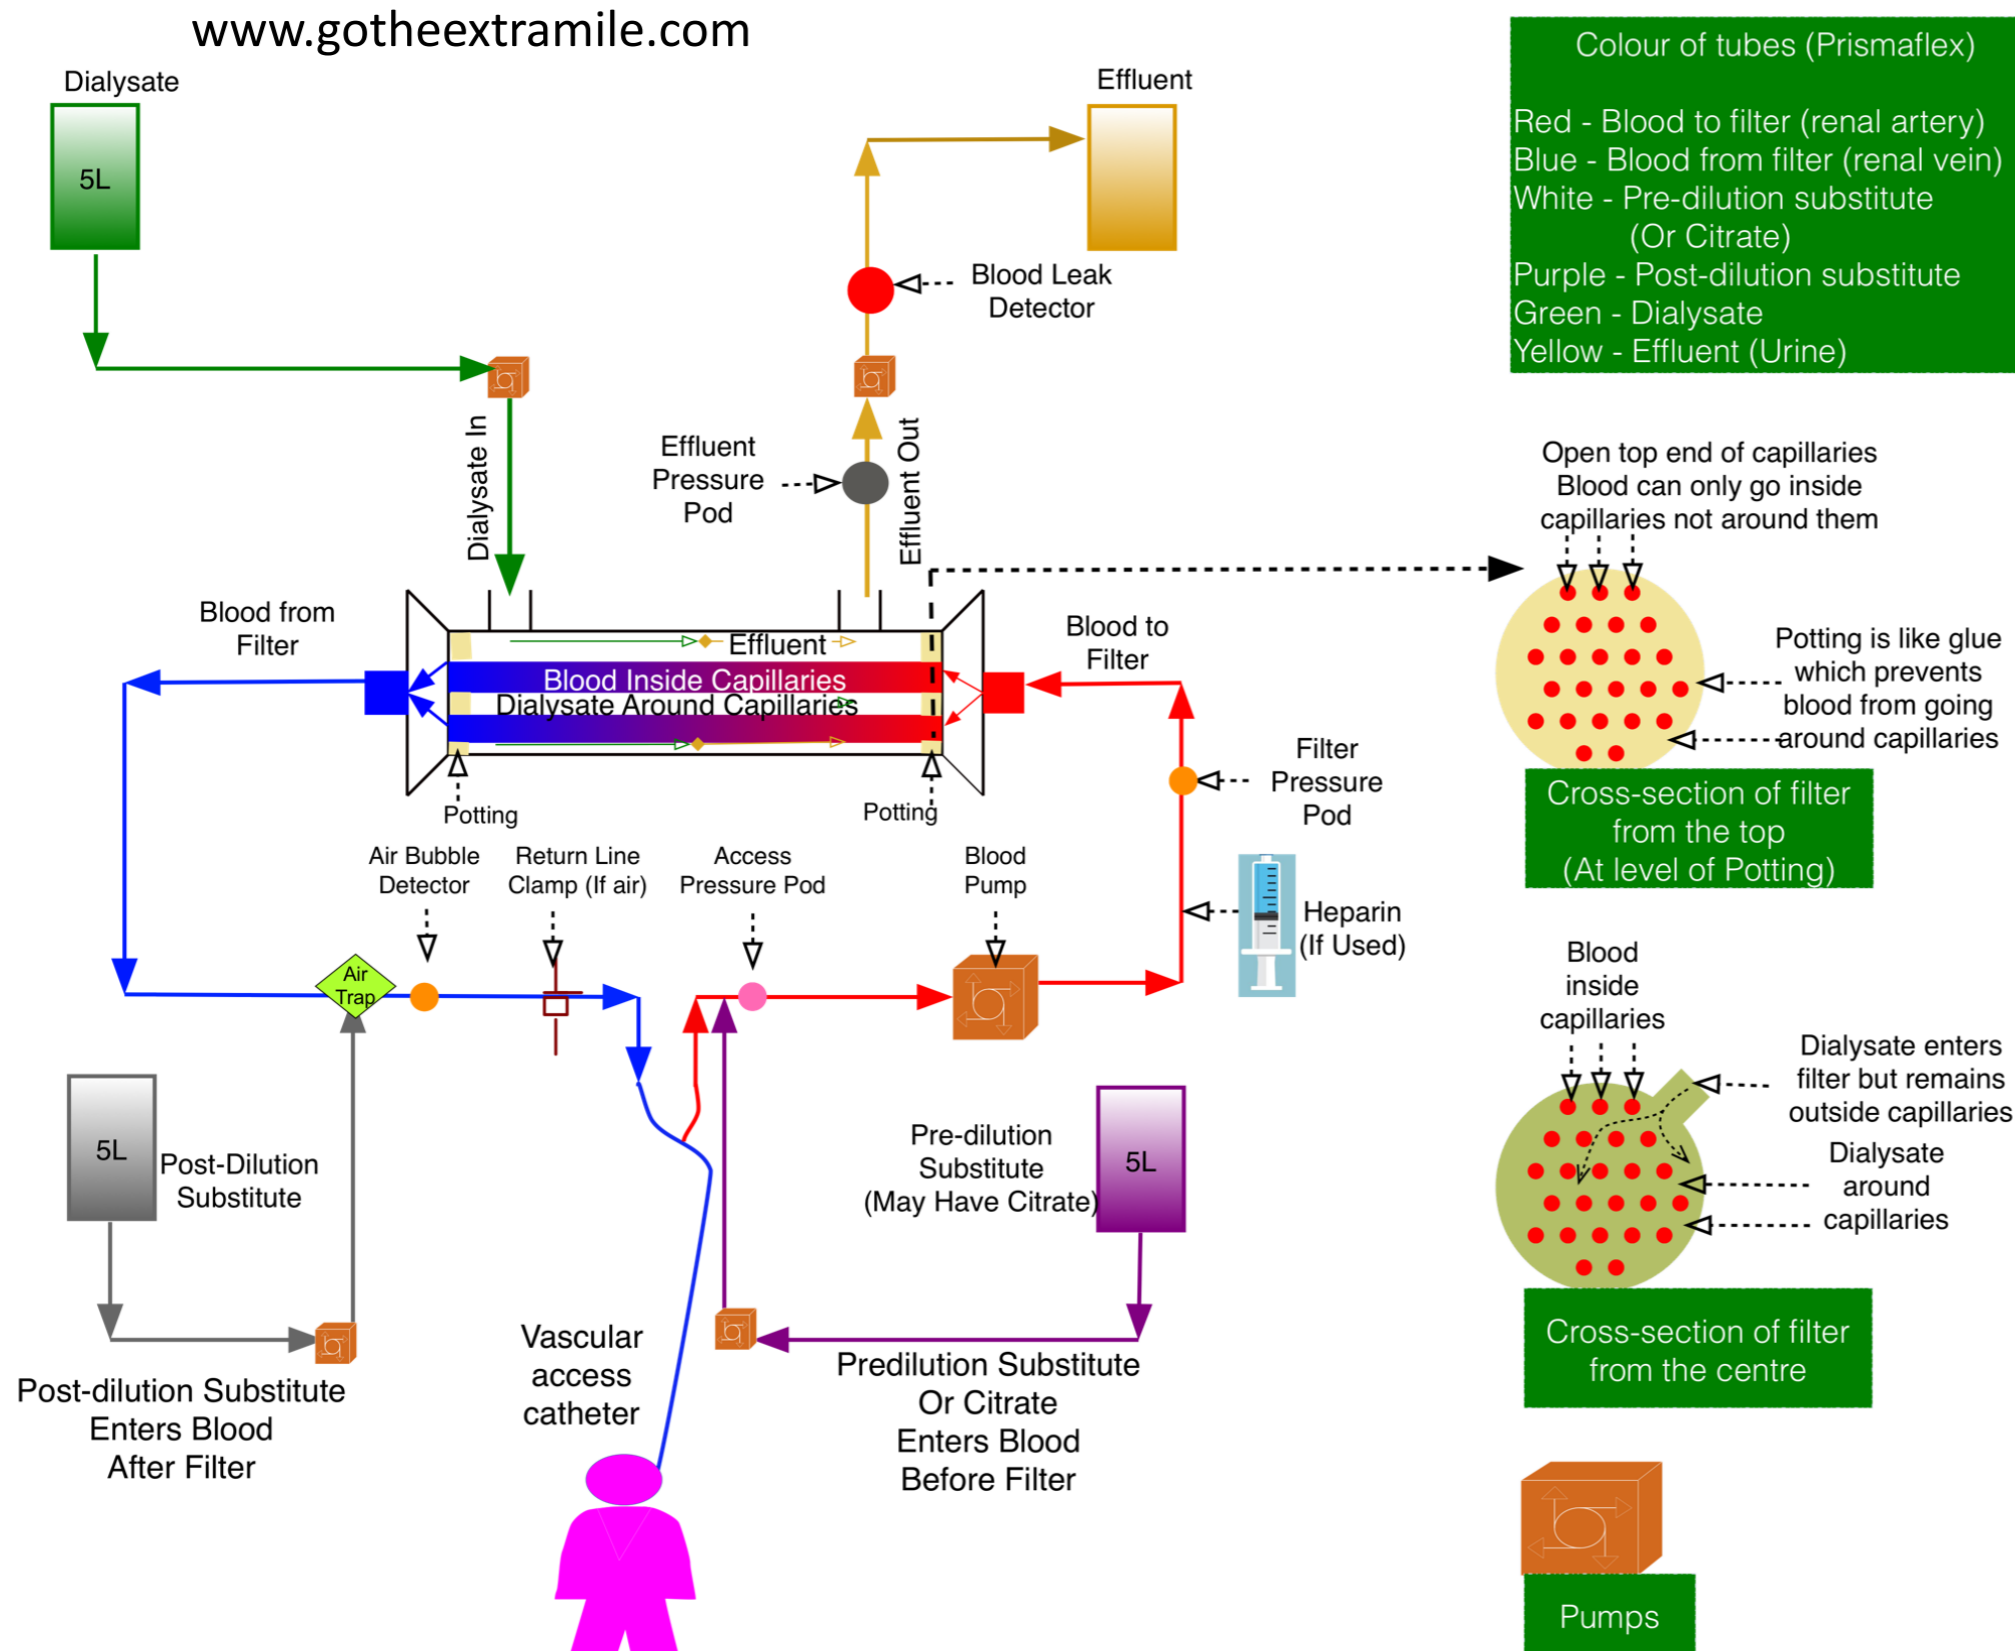 www.gotheextramile.com
Dialysate
5L
Effluent
Blood Leak
Detector
Dialysate In
Effluent
Pressure
Pod
Effluent Out
Blood from
Filter
Effluent
Blood Inside Capillaries
Dialysate Around Capillaries
Blood to
Filter
Potting
Potting
Filter
Pressure
Pod
Air Bubble
Detector
Return Line
Clamp (If air)
Access
Pressure Pod
Blood
Pump
Heparin
(If Used)
Air
Trap
5L
Post-Dilution
Substitute
Pre-dilution
Substitute
(May Have Citrate)
5L
Post-dilution Substitute
Enters Blood
After Filter
Vascular
access
catheter
Predilution Substitute
Or Citrate
Enters Blood
Before Filter
Colour of tubes (Prismaflex)
Red - Blood to filter (renal artery)
Blue - Blood from filter (renal vein)
White - Pre-dilution substitute
(Or Citrate)
Purple - Post-dilution substitute
Green - Dialysate
Yellow - Effluent (Urine)
Open top end of capillaries
Blood can only go inside
capillaries not around them
Potting is like glue
which prevents
blood from going
around capillaries
Cross-section of filter
from the top
(At level of Potting)
Blood
inside
capillaries
Dialysate enters
filter but remains
outside capillaries
Dialysate
around
capillaries
Cross-section of filter
from the centre
Pumps